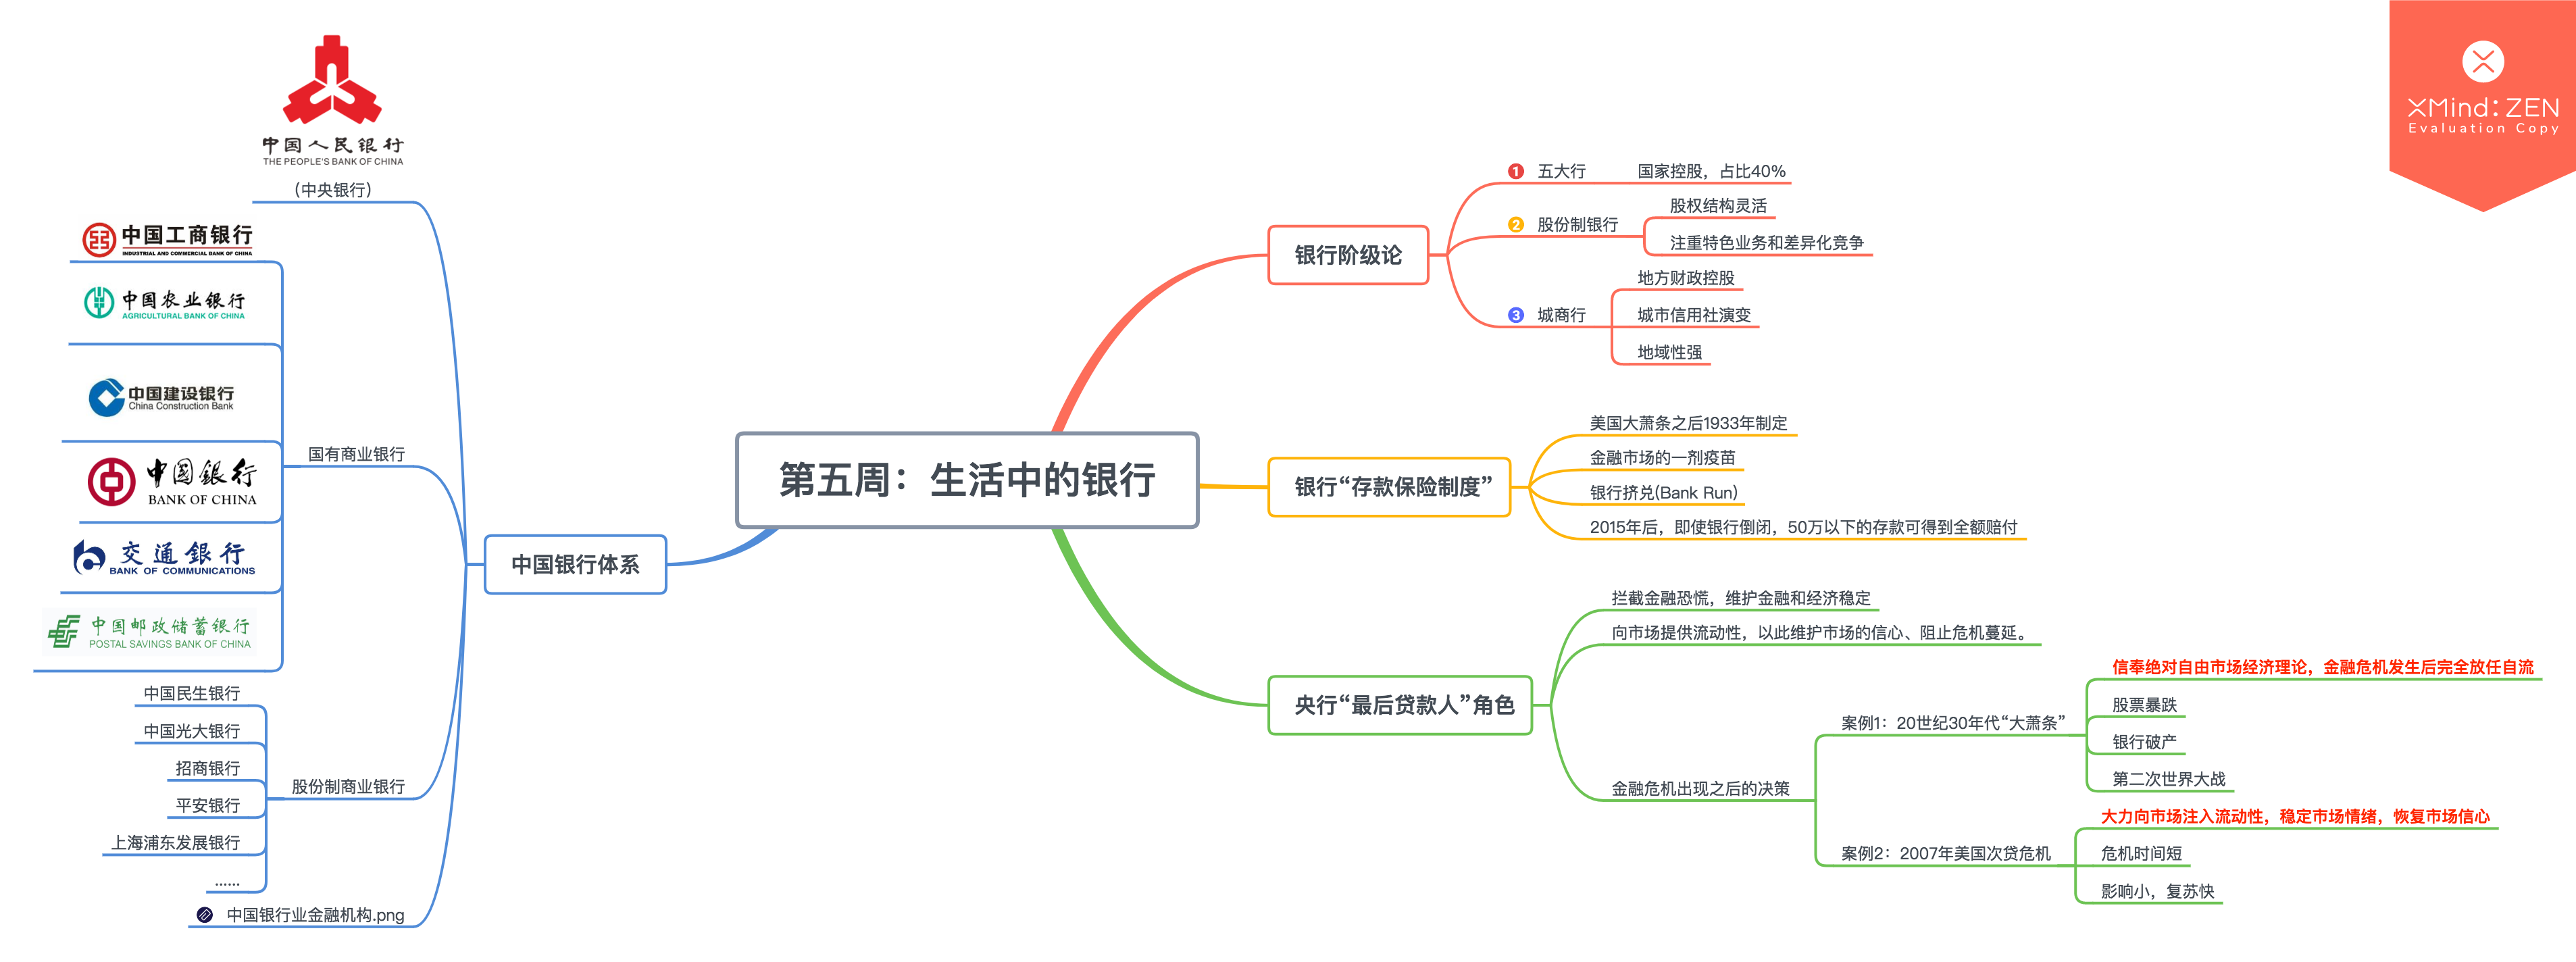 中国人民银行
THE PEOPLE'S BANK OF CHINA
（中央银行）
中国工商银行
INDUSTRIAL AND COMMERCIAL BANK OF CHINA
中国农业银行
AGRICULTURAL BANK OF CHINA
中国建设银行
China Construction Bank
中国銀行
BANK OF CHINA
交通銀行
BANK OF COMMUNICATIONS
中国邮政储蓄银行
POSTAL SAVINGS BANK OF CHINA
国有商业银行
中国民生银行
中国光大银行
招商银行
平安银行
上海浦东发展银行
......
股份制商业银行
中国银行业金融机构.png
中国银行体系
第五周：生活中的银行
银行阶级论
1 五大行
国家控股，占比40%
2 股份制银行
股权结构灵活
注重特色业务和差异化竞争
3 城商行
地方财政控股
城市信用社演变
地域性强
银行“存款保险制度”
美国大萧条之后1933年制定
金融市场的一剂疫苗
银行挤兑(Bank Run)
2015年后，即使银行倒闭，50万以下的存款可得到全额赔付
央行“最后贷款人”角色
拦截金融恐慌，维护金融和经济稳定
向市场提供流动性，以此维护市场的信心、阻止危机蔓延。
金融危机出现之后的决策
案例1：20世纪30年代“大萧条”
信奉绝对自由市场经济理论，金融危机发生后完全放任自流
股票暴跌
银行破产
第二次世界大战
案例2：2007年美国次贷危机
大力向市场注入流动性，稳定市场情绪，恢复市场信心
危机时间短
影响小，复苏快
XMind: ZEN
Evaluation Copy